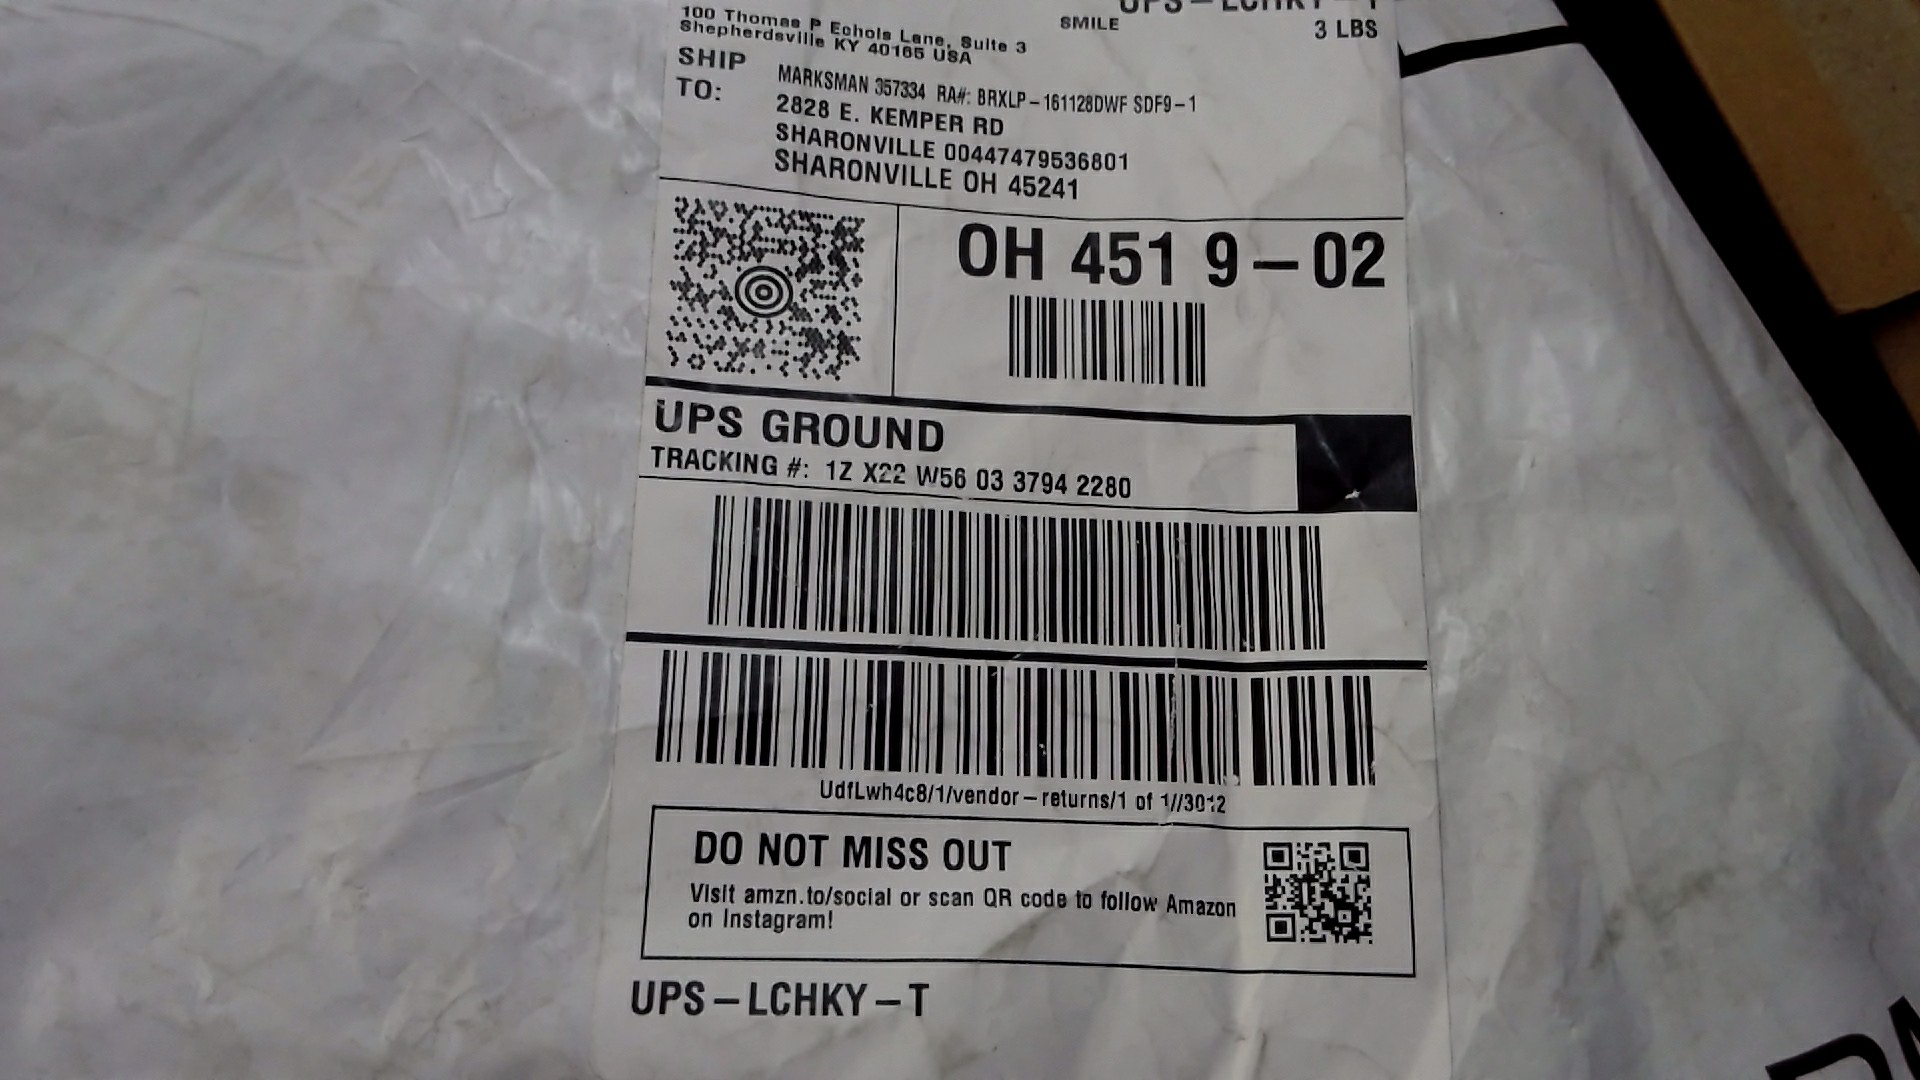 UPS-LCHKY-T
100 Thomas P Echols Lane, Suite 3
SMILE
3 LBS
Shepherdsville KY 40165 USA
SHIP
TO:
MARKSMAN 357334 RA#: BRXLP-161128DWF SDF9-1
2828 E. KEMPER RD
SHARONVILLE 00447479536801
SHARONVILLE OH 45241
OH 451 9-02
UPS GROUND
TRACKING #: 1Z X22 W56 03 3794 2280
UdfLwh4c8/1/vendor-returns/1 of 1//3012
DO NOT MISS OUT
Visit amzn.to/social or scan QR code to follow Amazon
on Instagram!
UPS-LCHKY-T